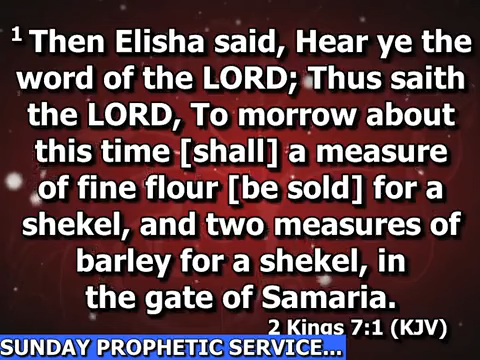 1 Then Elisha said, Hear ye the
word of the LORD; Thus saith
the LORD, To morrow about
this time [shall] a measure
of fine flour [be sold] for a
shekel, and two measures of
barley for a shekel, in
the gate of Samaria.
2 Kings 7:1 (KJV)
SUNDAY PROPHETIC SERVICE...